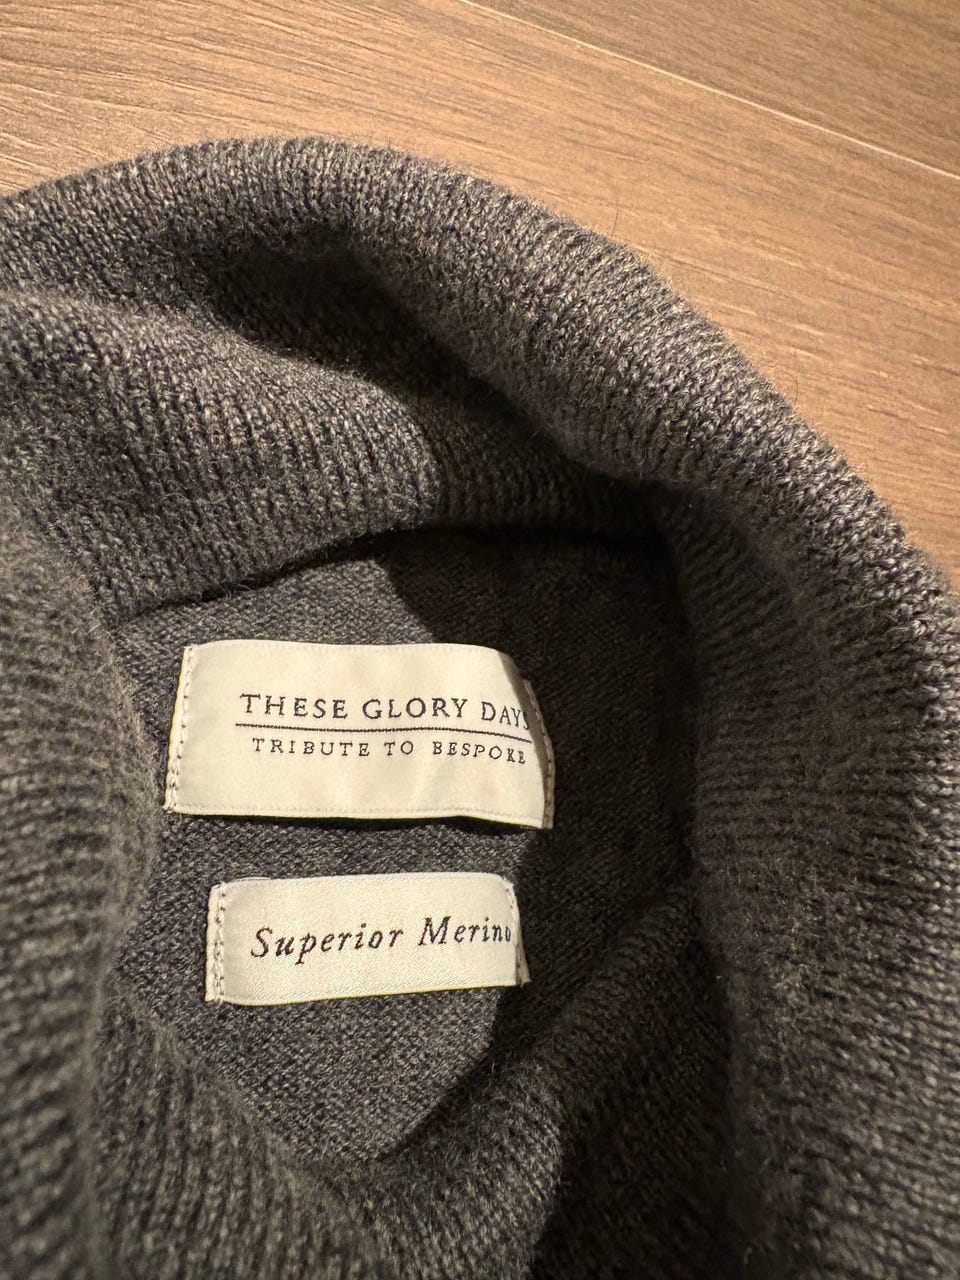 THESE GLORY DAYS
TRIBUTE TO BESPOKE
Superior Merino